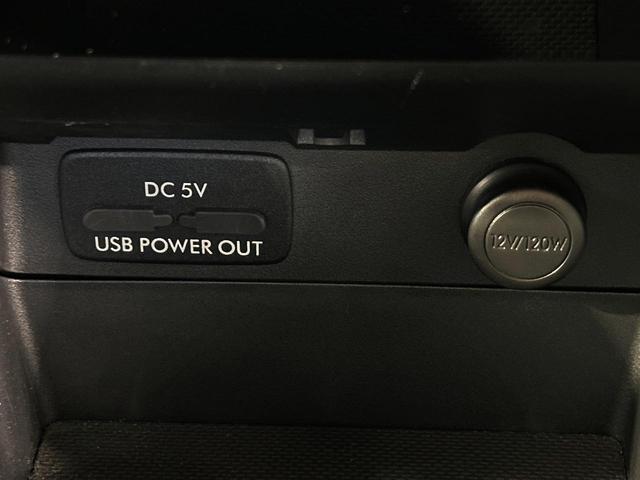 DC 5V
USB POWER OUT
12V/120W